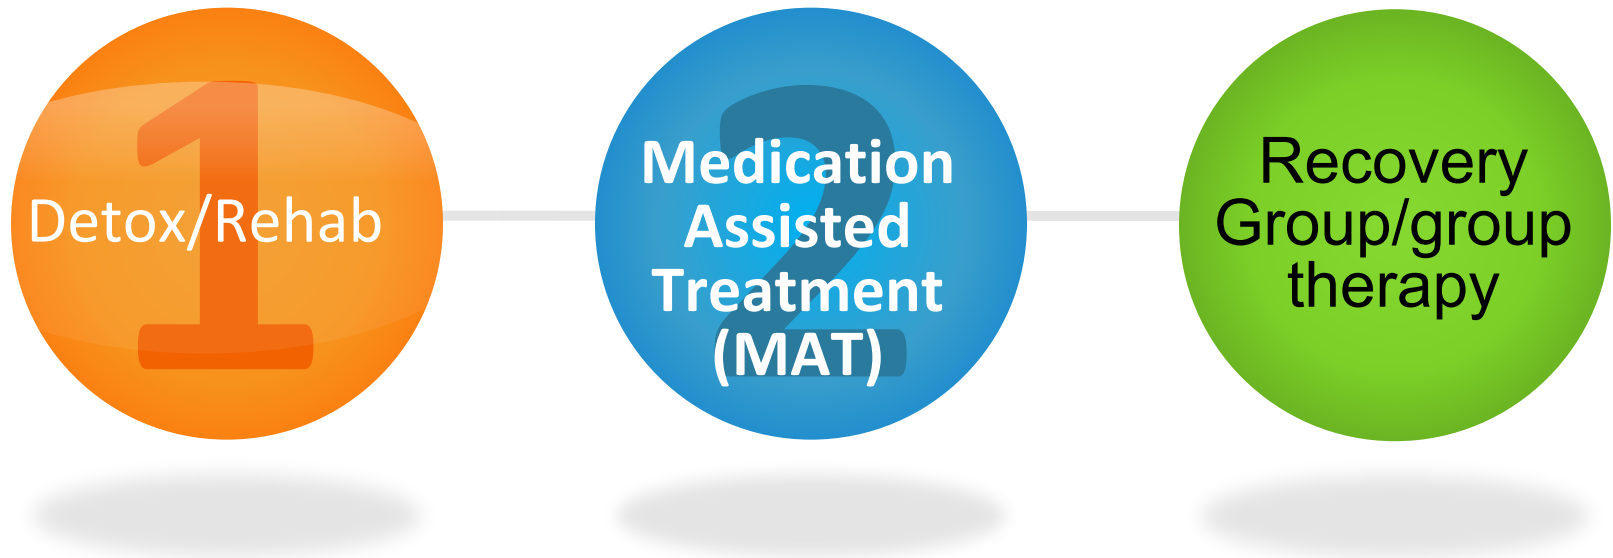 1
Detox/Rehab
2
Medication
Assisted
Treatment
(MAT)
Recovery
Group/group
therapy